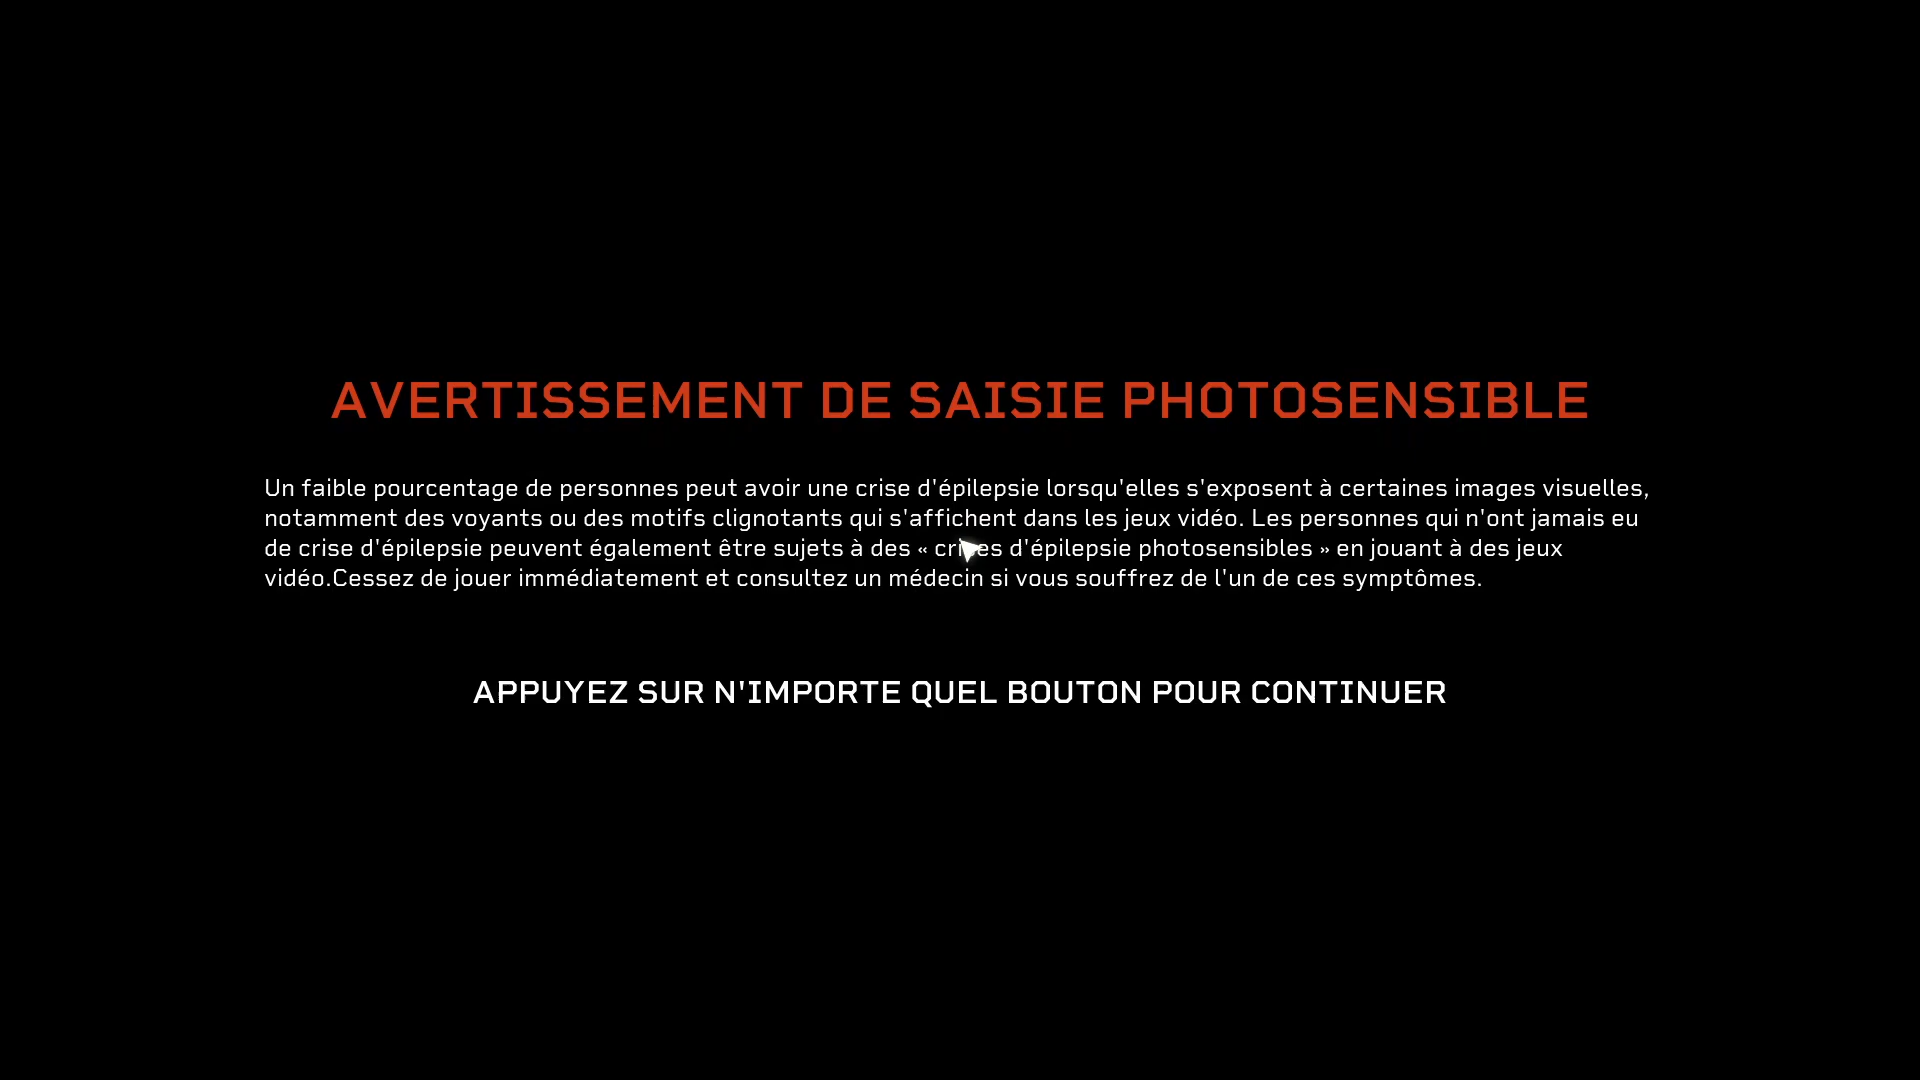 AVERTISSEMENT DE SAISIE PHOTOSENSIBLE
Un faible pourcentage de personnes peut avoir une crise d'épilepsie lorsqu'elles s'exposent à certaines images visuelles,
notamment des voyants ou des motifs clignotants qui s'affichent dans les jeux vidéo. Les personnes qui n'ont jamais eu
de crise d'épilepsie peuvent également être sujets à des « crises d'épilepsie photosensibles » en jouant à des jeux
vidéo.Cessez de jouer immédiatement et consultez un médecin si vous souffrez de l'un de ces symptômes.
APPUYEZ SUR N'IMPORTE QUEL BOUTON POUR CONTINUER